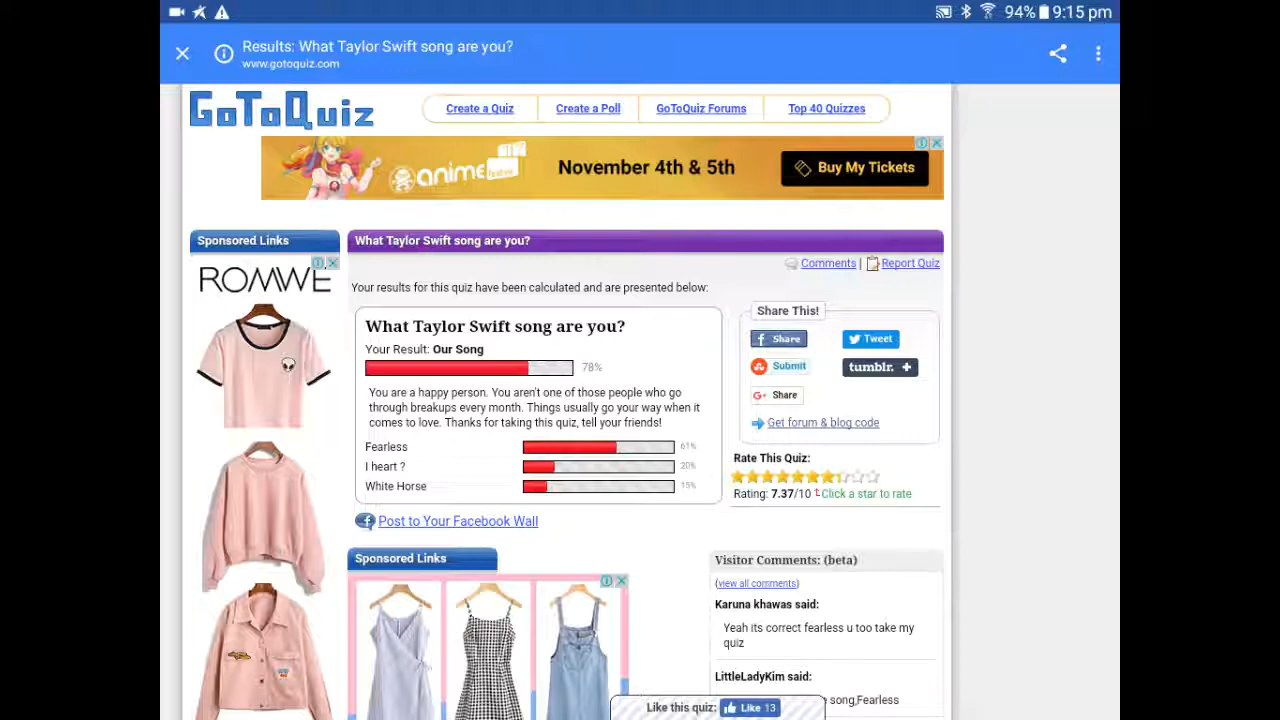 94% 9:15 pm
Results: What Taylor Swift song are you?
www.gotoquiz.com
GoToQuiz
Create a Quiz
Create a Poll
GoToQuiz Forums
Top 40 Quizzes
anime
November 4th & 5th
Buy My Tickets
Sponsored Links
ROMWE
What Taylor Swift song are you?
Comments | Report Quiz
Your results for this quiz have been calculated and are presented below:
What Taylor Swift song are you?
Your Result: Our Song
78%
You are a happy person. You aren't one of those people who go
through breakups every month. Things usually go your way when it
comes to love. Thanks for taking this quiz, tell your friends!
Fearless 61%
I heart ? 20%
White Horse 15%
Post to Your Facebook Wall
Share This!
Share
Tweet
Submit
tumblr. +
G+ Share
Get forum & blog code
Rate This Quiz:
Rating: 7.37/10 Click a star to rate
Sponsored Links
Visitor Comments: (beta)
(view all comments)
Karuna khawas said:
Yeah its correct fearless u too take my
quiz
LittleLadyKim said:
song,Fearless
Like this quiz: Like 13